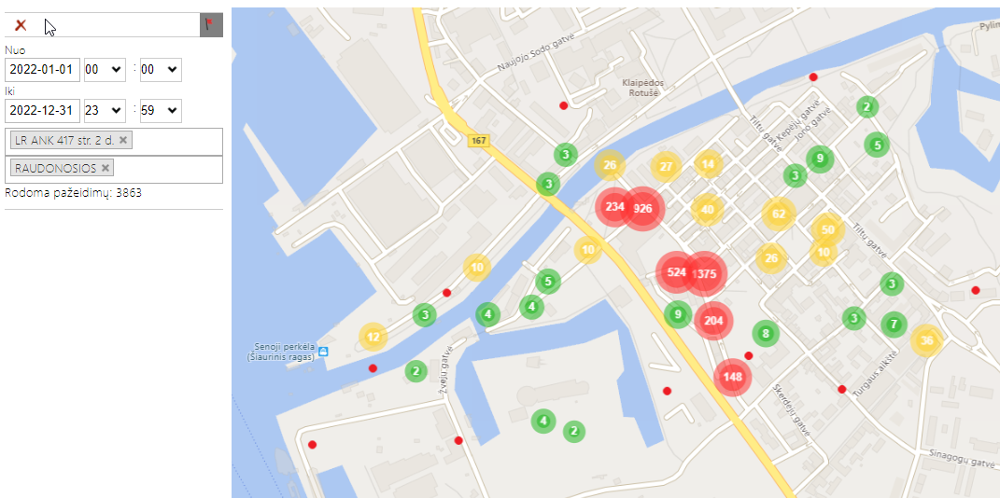 Nuo
2022-01-01 00 : 00
Iki
2022-12-31 23 : 59
LR ANK 417 str. 2 d. ×
RAUDONOSIOS ×
Rodoma pažeidimų: 3863
Naujojo Sodo gatvė
Klaipėdos
Rotušė
Pylim
167
Tiltų gatvė
Kepėjų gatvė
Jono gatvė
2
5
9
3
3
3
26
27
14
234
926
40
62
50
Tiltų gatvė
10
10
26
10
524
1375
5
4
4
3
9
204
8
3
3
7
36
12
Senoji perkėla
(Šiaurinis ragas)
2
Žvejų gatvė
148
Turgaus aikštė
Skerdėjų gatvė
4
2
Sinagogų gatvė